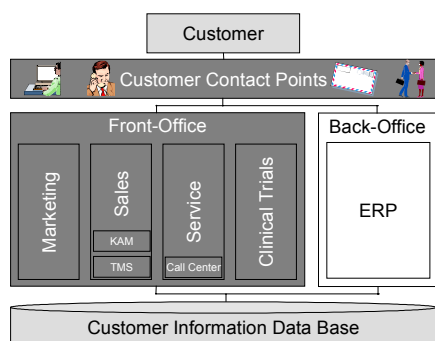 Customer
Customer Contact Points
Front-Office
Back-Office
Marketing
Sales
KAM
TMS
Service
Call Center
Clinical Trials
ERP
Customer Information Data Base